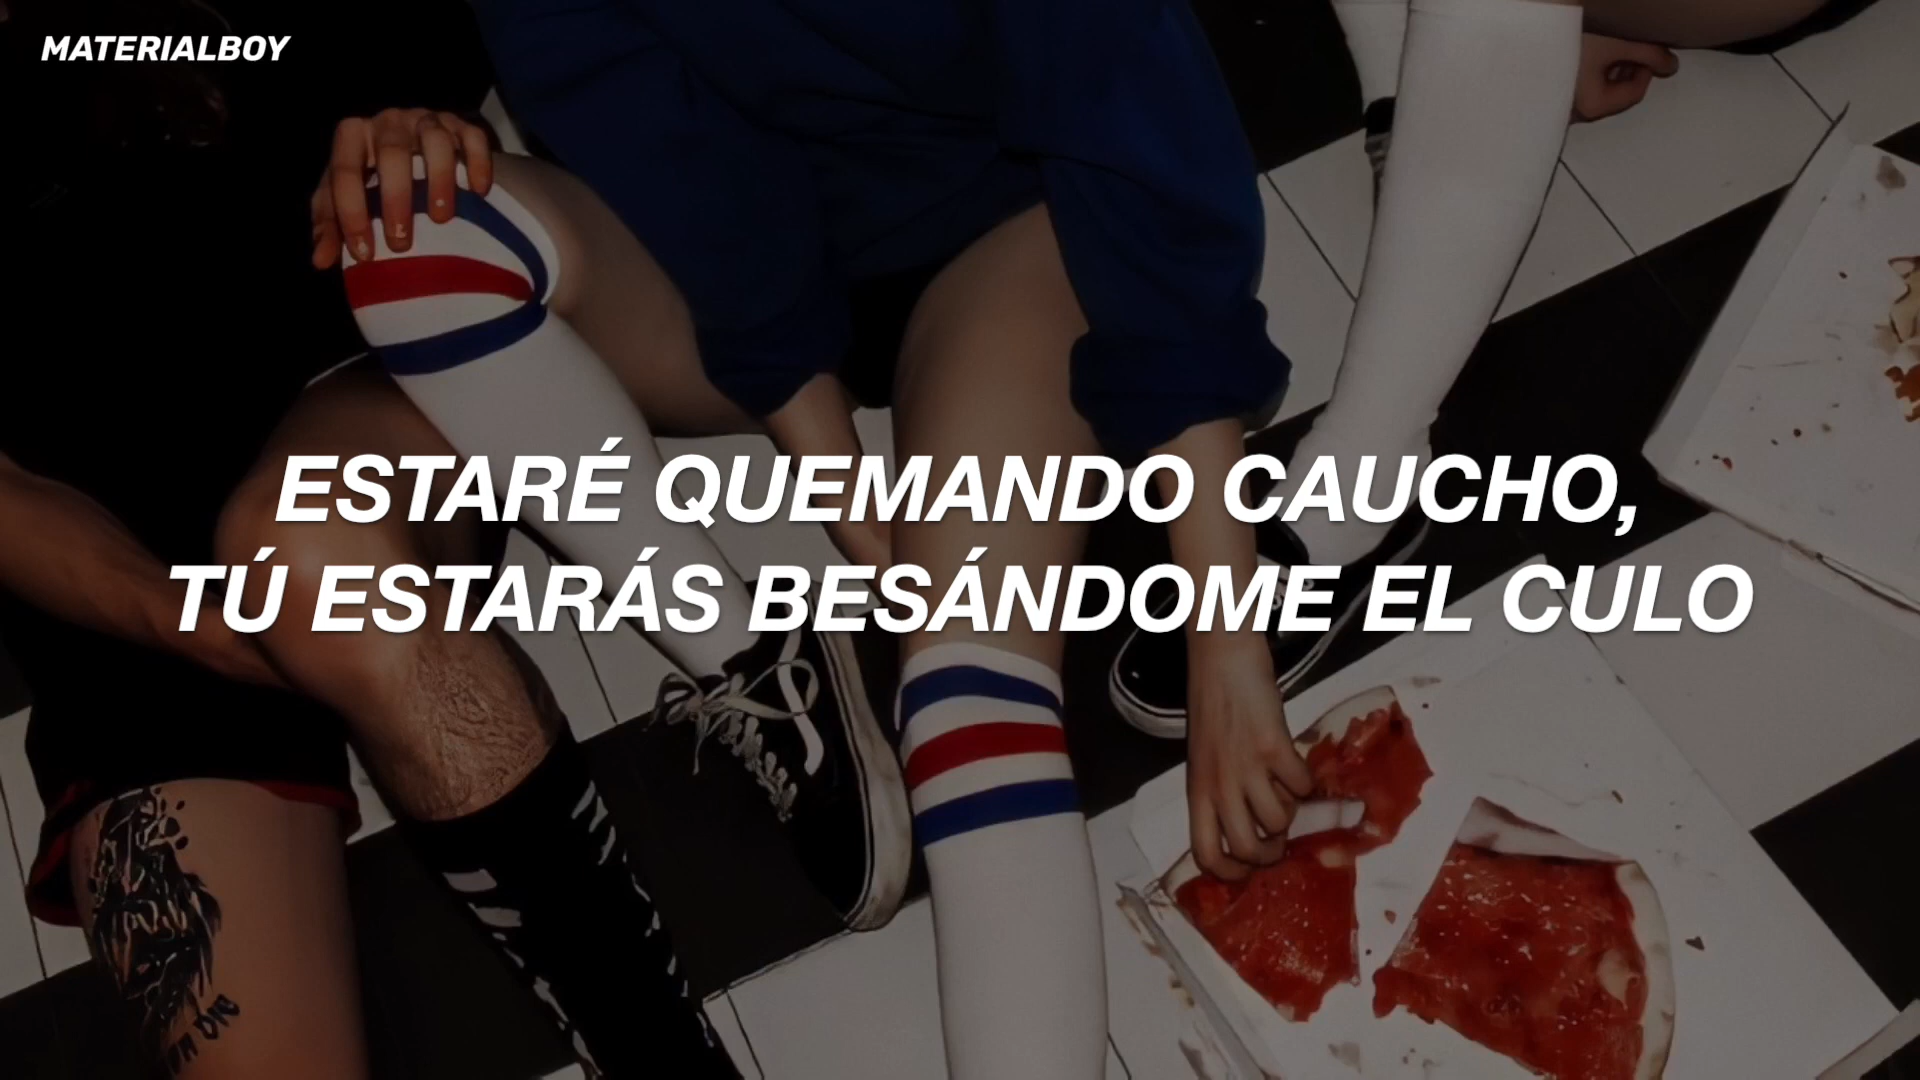 MATERIALBOY
ESTARÉ QUEMANDO CAUCHO,
TÚ ESTARÁS BESÁNDOME EL CULO